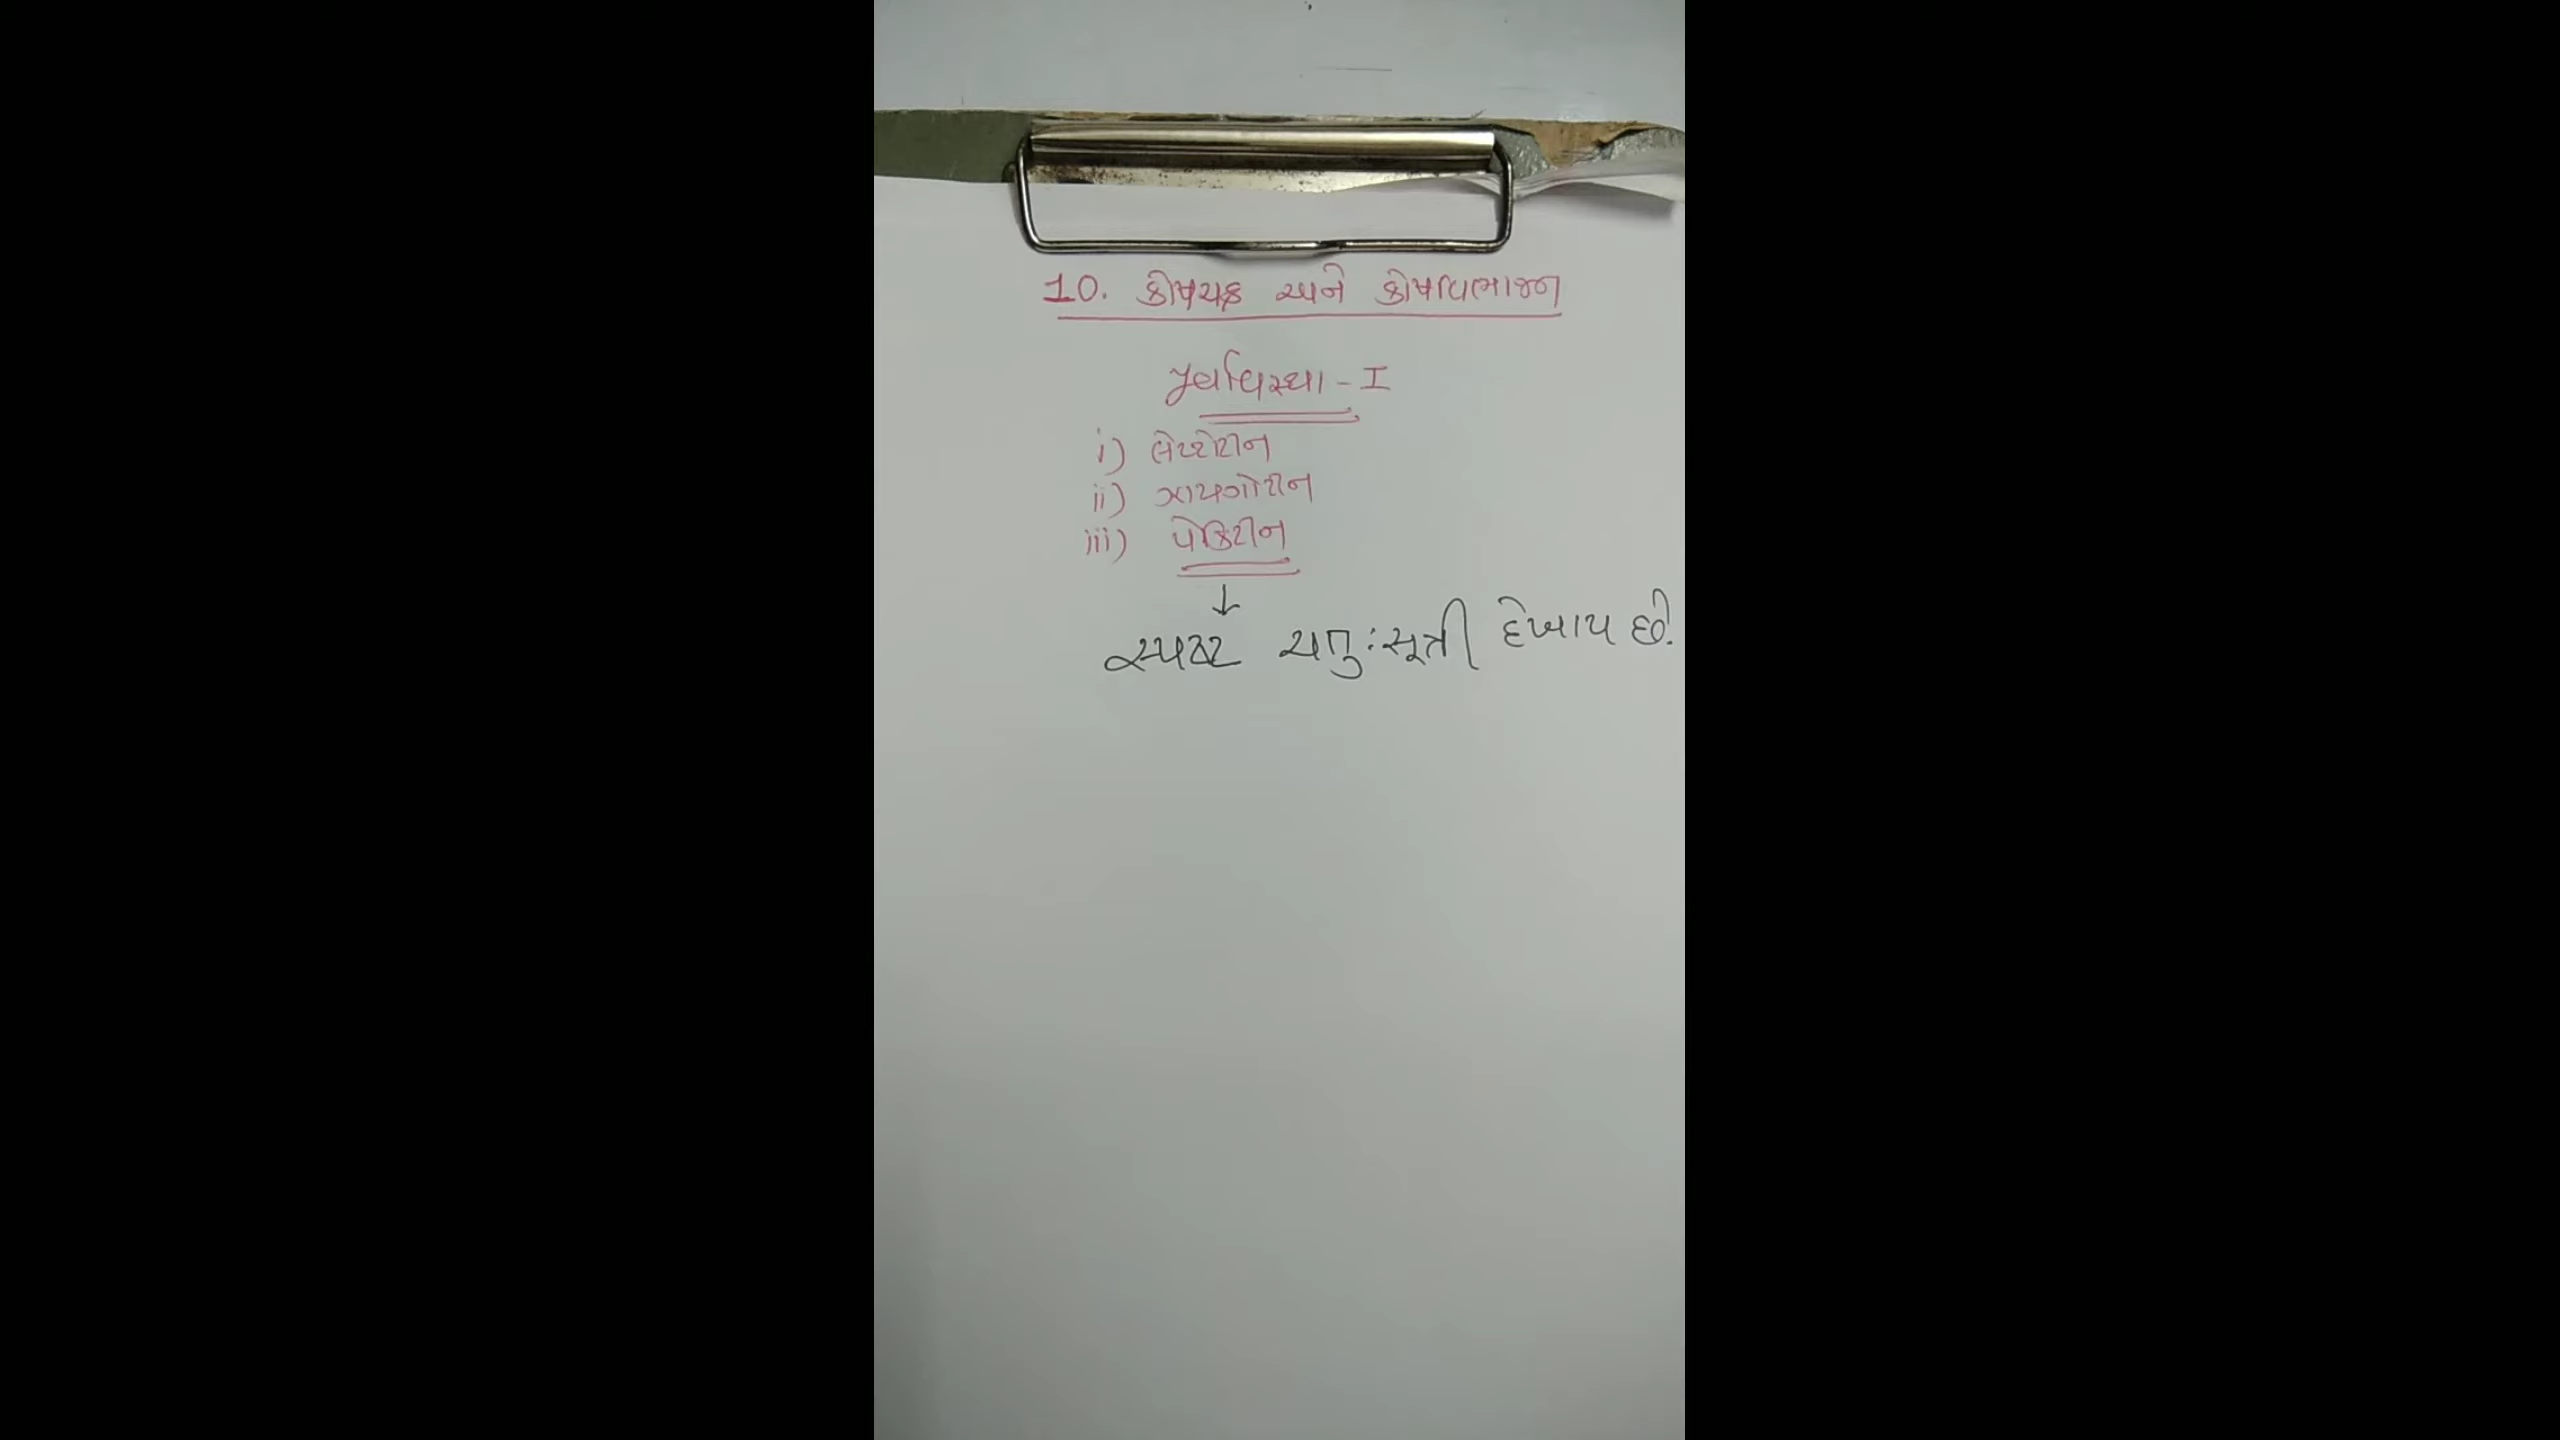 10. કોષચક્ર અને કોષવિભાજન
પૂર્વાવસ્થા - I
i) લેપ્ટોટીન
ii) ઝાયગોટીન
iii) પેકિટીન
↓
સ્પષ્ટ ચતુઃસૂત્રી દેખાય છે.